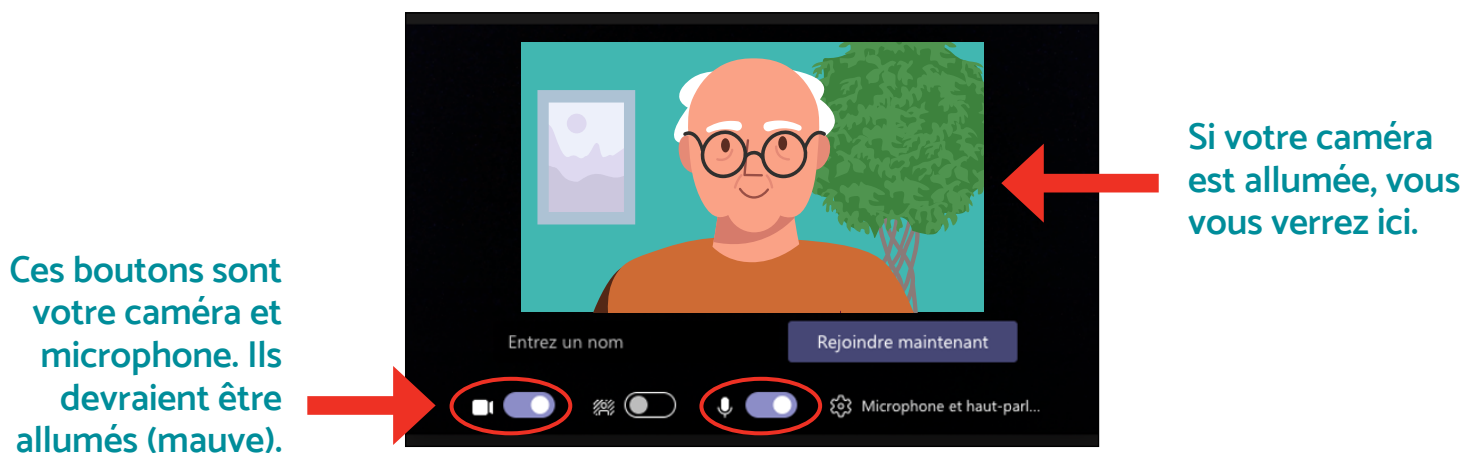 Si votre caméra
est allumée, vous
vous verrez ici.
Ces boutons sont
votre caméra et
microphone. Ils
devraient être
allumés (mauve).
Entrez un nom
Rejoindre maintenant
Microphone et haut-parl...